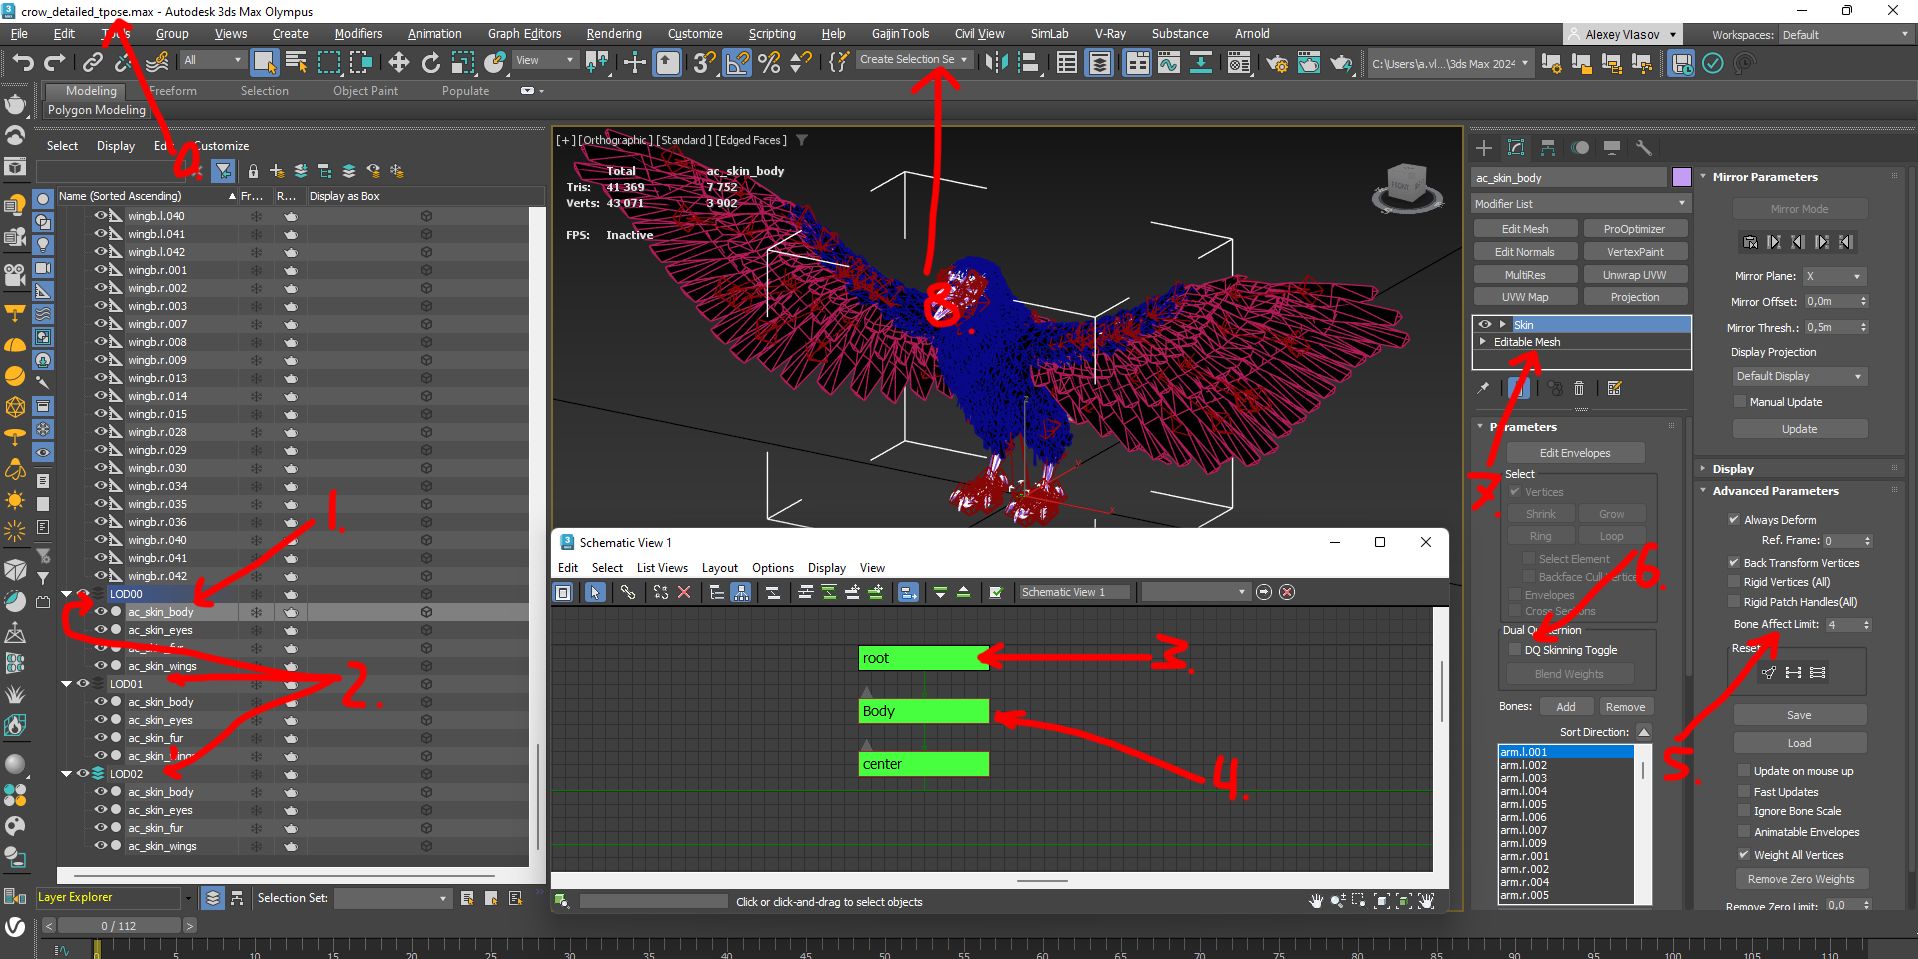 crow_detailed_tpose.max - Autodesk 3ds Max Olympus
File Edit Tools Group Views Create Modifiers Animation Graph Editors Rendering Customize Scripting Help GaijinTools Civil View SimLab V-Ray Substance Arnold
Alexey Vlasov
Workspaces: Default
All
View
Create Selection Se
C:\Users\a.vl...\3ds Max 2024
Modeling Freeform Selection Object Paint Populate
Polygon Modeling
Select Display Customize
0.
Name (Sorted Ascending) Fr... R... Display as Box
wingb.l.040
wingb.l.041
wingb.l.042
wingb.r.001
wingb.r.002
wingb.r.003
wingb.r.007
wingb.r.008
wingb.r.009
wingb.r.013
wingb.r.014
wingb.r.015
wingb.r.028
wingb.r.029
wingb.r.030
wingb.r.034
wingb.r.035
wingb.r.036
wingb.r.040
wingb.r.041
wingb.r.042
LOD00
ac_skin_body
ac_skin_eyes
ac_skin_fur
ac_skin_wings
LOD01
ac_skin_body
ac_skin_eyes
ac_skin_fur
ac_skin_wings
LOD02
ac_skin_body
ac_skin_eyes
ac_skin_fur
ac_skin_wings
1.
2.
Layer Explorer
Selection Set:
0 / 112
[+] [Orthographic] [Standard] [Edged Faces]
Total ac_skin_body
Tris: 41 369 7 752
Verts: 43 071 3 902
FPS: Inactive
FRONT
8.
z
x
x
Schematic View 1
Edit Select List Views Layout Options Display View
Schematic View 1
root
Body
center
3.
4.
Click or click-and-drag to select objects
ac_skin_body
Modifier List
Edit Mesh ProOptimizer
Edit Normals VertexPaint
MultiRes Unwrap UVW
UVW Map Projection
Skin
Editable Mesh
7.
Parameters
Edit Envelopes
Select
Vertices
Shrink Grow
Ring Loop
Select Element
Backface Cull Vertices
Envelopes
Cross Sections
6.
Dual Quaternion
DQ Skinning Toggle
Blend Weights
Bones: Add Remove
Sort Direction:
arm.l.001
arm.l.002
arm.l.003
arm.l.004
arm.l.005
arm.l.006
arm.l.007
arm.l.009
arm.r.001
arm.r.002
arm.r.004
arm.r.005
5.
Mirror Parameters
Mirror Mode
Mirror Plane: X
Mirror Offset: 0,0m
Mirror Thresh.: 0,5m
Display Projection
Default Display
Manual Update
Update
Display
Advanced Parameters
Always Deform
Ref. Frame: 0
Back Transform Vertices
Rigid Vertices (All)
Rigid Patch Handles(All)
Bone Affect Limit: 4
Reset
Save
Load
Update on mouse up
Fast Updates
Ignore Bone Scale
Animatable Envelopes
Weight All Vertices
Remove Zero Weights
Remove Zero Limit: 0,0
0 5 10 15 20 25 30 35 40 45 50 55 60 65 70 75 80 85 90 95 100 105 110